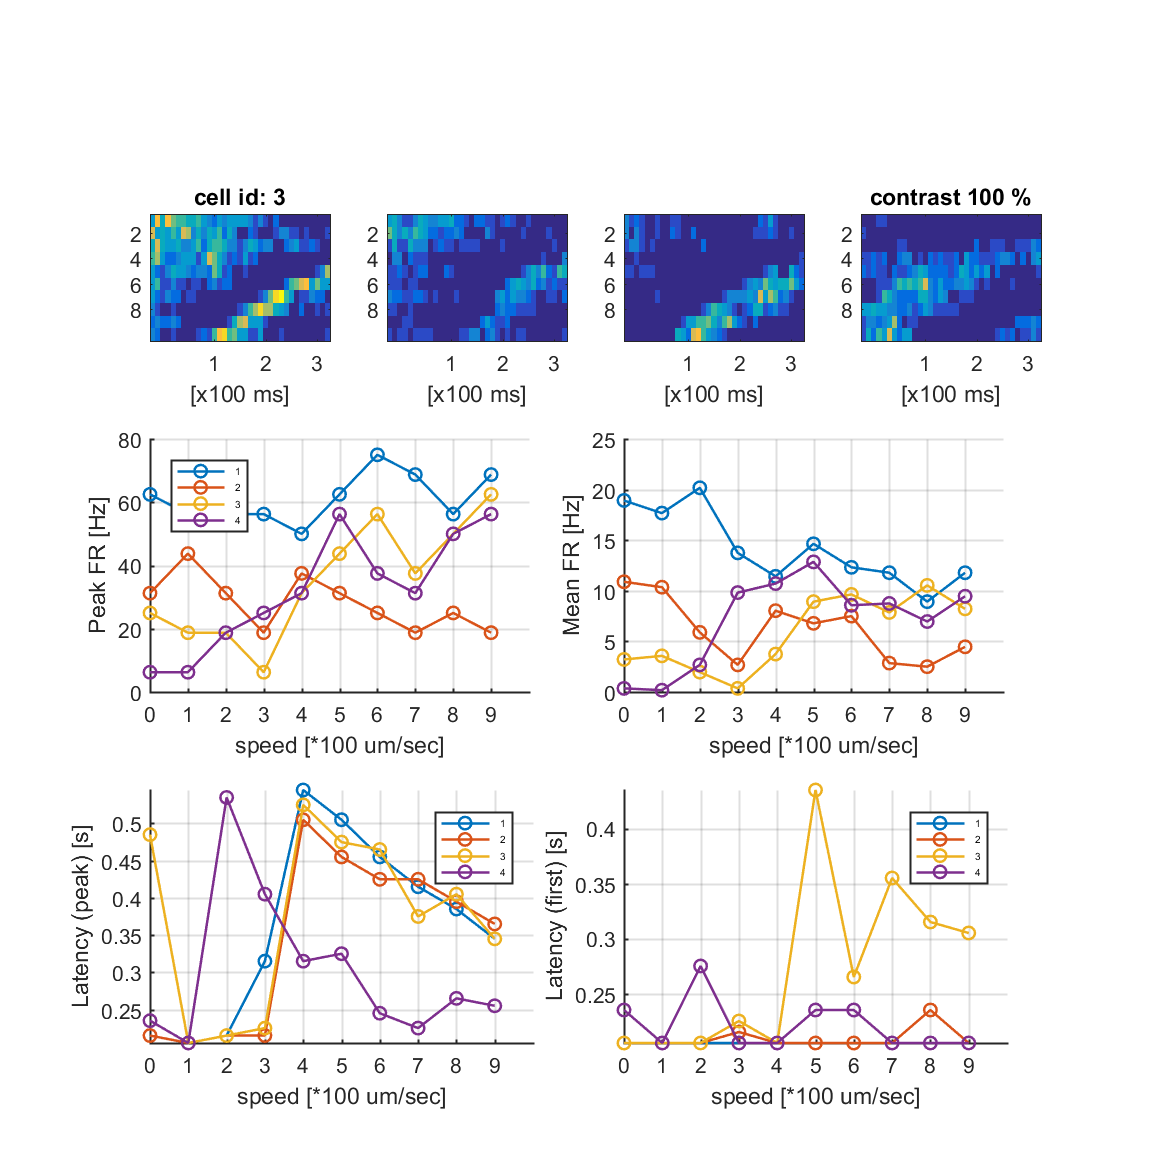 cell id: 3
contrast 100 %
2
4
6
8
1 2 3
[x100 ms]
2
4
6
8
1 2 3
[x100 ms]
2
4
6
8
1 2 3
[x100 ms]
2
4
6
8
1 2 3
[x100 ms]
Peak FR [Hz]
80
60
40
20
0
1
2
3
4
0 1 2 3 4 5 6 7 8 9
speed [*100 um/sec]
Mean FR [Hz]
25
20
15
10
5
0
0 1 2 3 4 5 6 7 8 9
speed [*100 um/sec]
Latency (peak) [s]
0.5
0.45
0.4
0.35
0.3
0.25
1
2
3
4
0 1 2 3 4 5 6 7 8 9
speed [*100 um/sec]
Latency (first) [s]
0.4
0.35
0.3
0.25
1
2
3
4
0 1 2 3 4 5 6 7 8 9
speed [*100 um/sec]